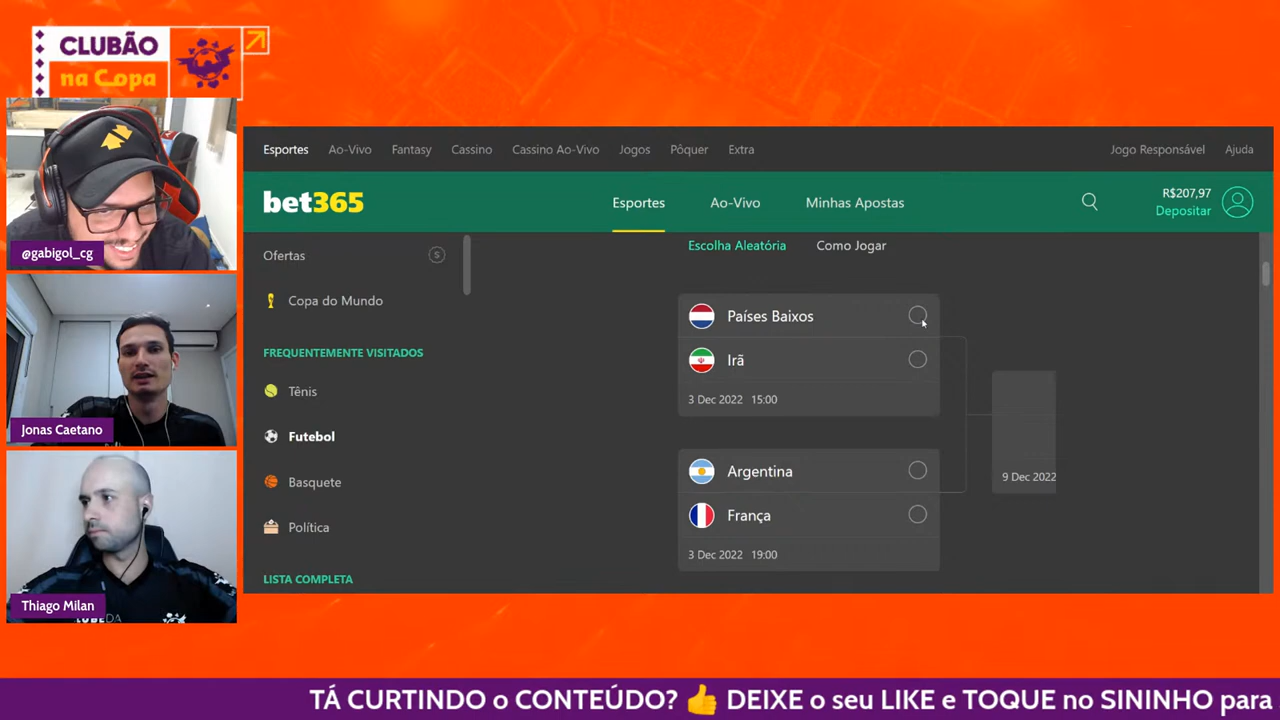 CLUBÃO
na Copa
@gabigol_cg
Jonas Caetano
Thiago Milan
Esportes Ao-Vivo Fantasy Cassino Cassino Ao-Vivo Jogos Pôquer Extra Jogo Responsável Ajuda
bet365 Esportes Ao-Vivo Minhas Apostas R$207,97
Depositar
Ofertas
Copa do Mundo
FREQUENTEMENTE VISITADOS
Tênis
Futebol
Basquete
Política
LISTA COMPLETA
Escolha Aleatória Como Jogar
Países Baixos
Irã
3 Dec 2022 15:00
Argentina
França
3 Dec 2022 19:00
9 Dec 2022
TÁ CURTINDO o CONTEÚDO? 👍 DEIXE o seu LIKE e TOQUE no SININHO para